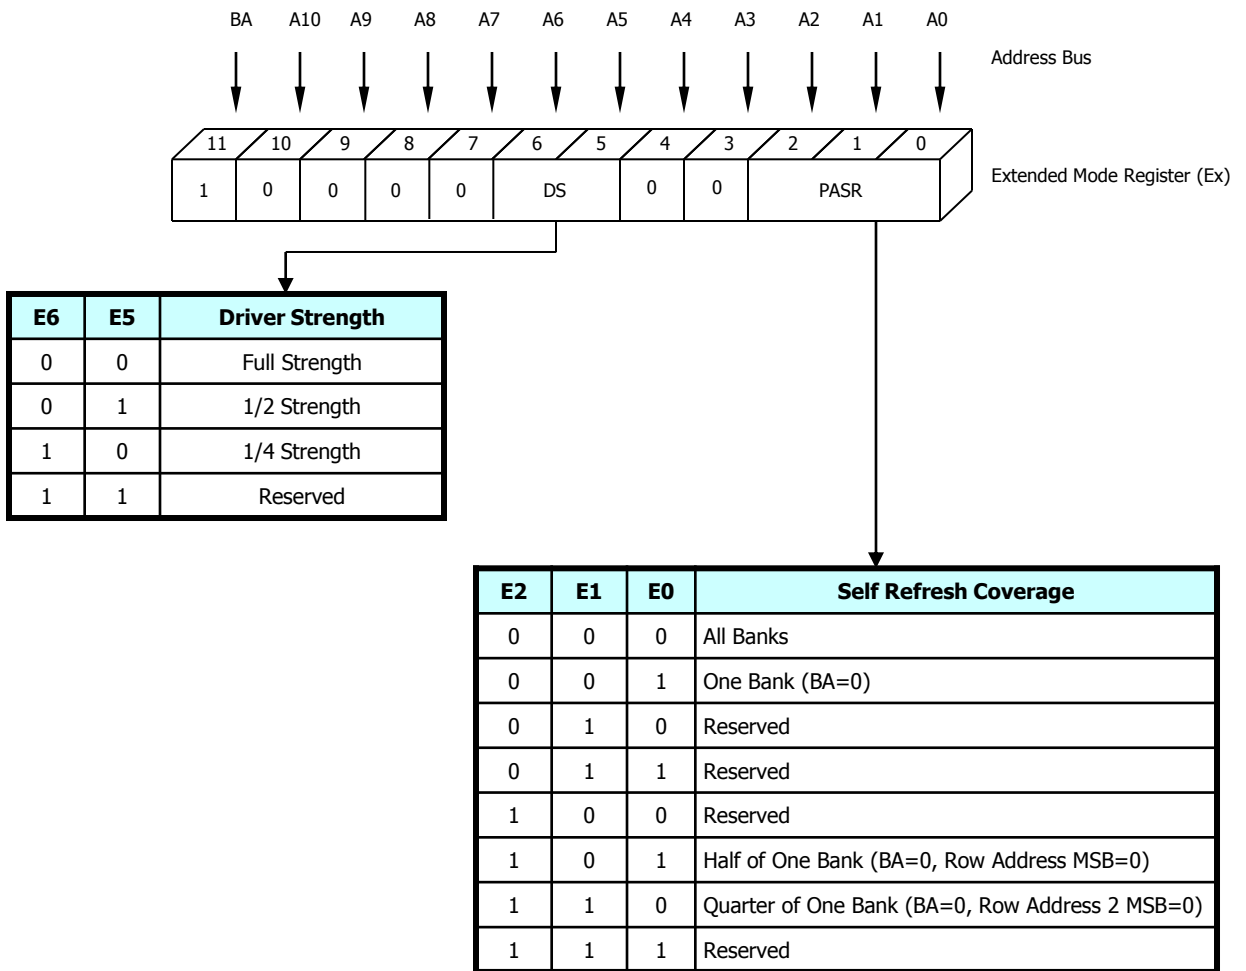 BA A10 A9 A8 A7 A6 A5 A4 A3 A2 A1 A0
Address Bus
11 10 9 8 7 6 5 4 3 2 1 0
1 0 0 0 0 DS 0 0 PASR
Extended Mode Register (Ex)
E6 E5 Driver Strength
0 0 Full Strength
0 1 1/2 Strength
1 0 1/4 Strength
1 1 Reserved
E2 E1 E0 Self Refresh Coverage
0 0 0 All Banks
0 0 1 One Bank (BA=0)
0 1 0 Reserved
0 1 1 Reserved
1 0 0 Reserved
1 0 1 Half of One Bank (BA=0, Row Address MSB=0)
1 1 0 Quarter of One Bank (BA=0, Row Address 2 MSB=0)
1 1 1 Reserved